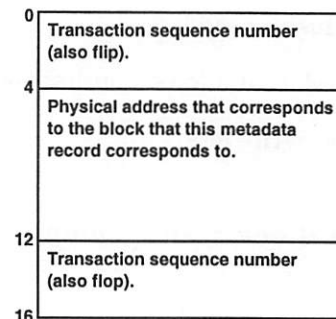 0
Transaction sequence number
(also flip).
4
Physical address that corresponds
to the block that this metadata
record corresponds to.
12
Transaction sequence number
(also flop).
16